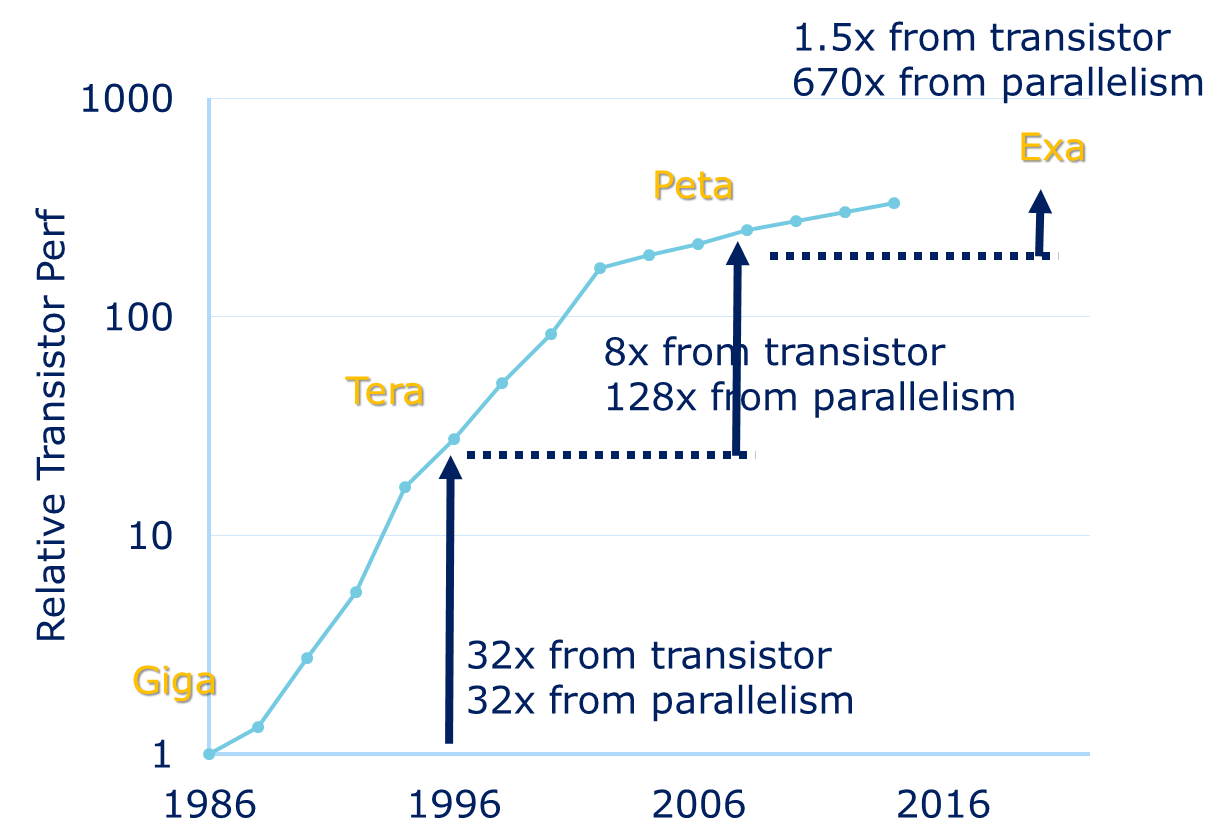 1.5x from transistor
670x from parallelism
1000
Exa
Peta
100
8x from transistor
128x from parallelism
Tera
Relative Transistor Perf
10
32x from transistor
32x from parallelism
Giga
1
1986
1996
2006
2016